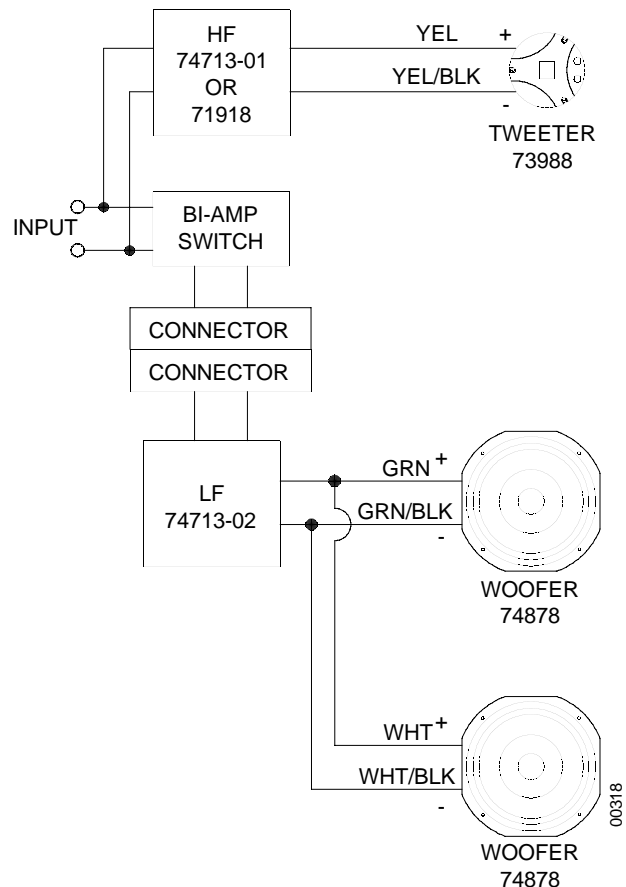 HF
74713-01
OR
71918
YEL +
YEL/BLK
-
TWEETER
73988
INPUT
BI-AMP
SWITCH
CONNECTOR
CONNECTOR
LF
74713-02
GRN +
GRN/BLK
-
WOOFER
74878
WHT +
WHT/BLK
-
WOOFER
74878
00318